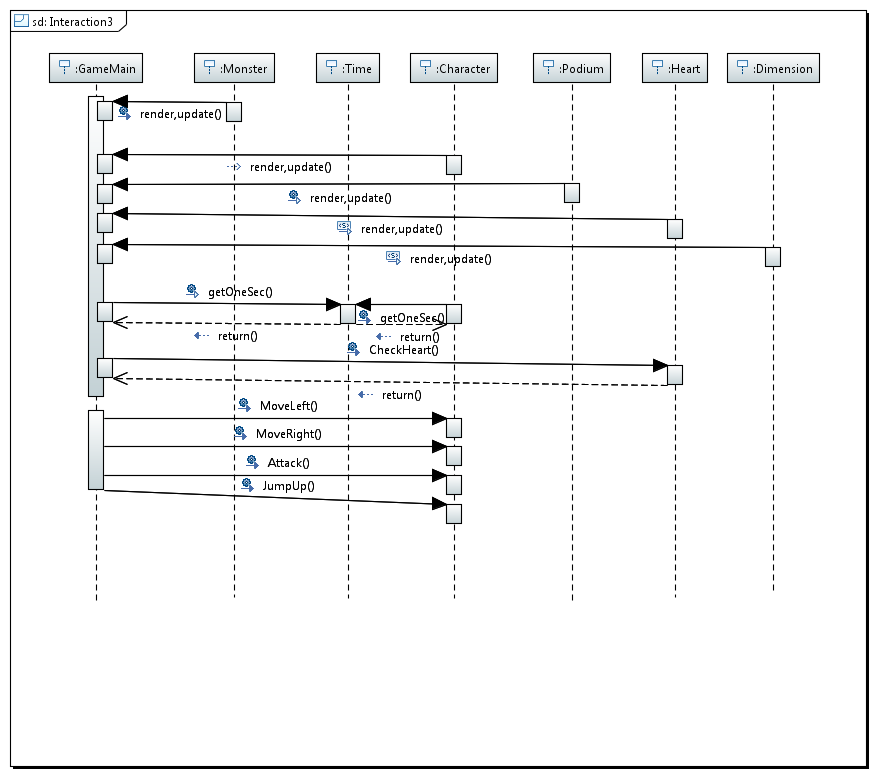 sd: Interaction3
:GameMain
:Monster
:Time
:Character
:Podium
:Heart
:Dimension
render,update()
render,update()
render,update()
render,update()
render,update()
getOneSec()
getOneSec()
return()
return()
CheckHeart()
return()
MoveLeft()
MoveRight()
Attack()
JumpUp()